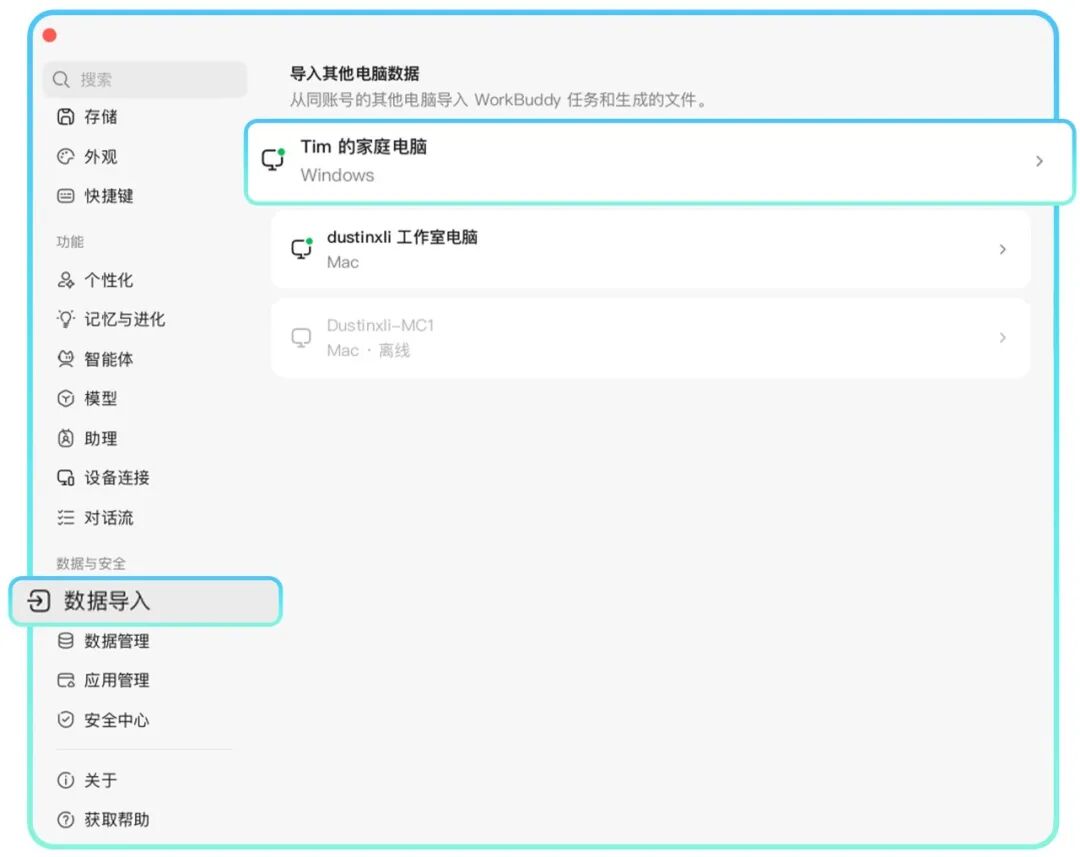 搜索
存储
外观
快捷键
功能
个性化
记忆与进化
智能体
模型
助理
设备连接
对话流
数据与安全
数据导入
数据管理
应用管理
安全中心
关于
获取帮助
导入其他电脑数据
从同账号的其他电脑导入 WorkBuddy 任务和生成的文件。
Tim 的家庭电脑
Windows
dustinxli 工作室电脑
Mac
Dustinxli-MC1
Mac · 离线